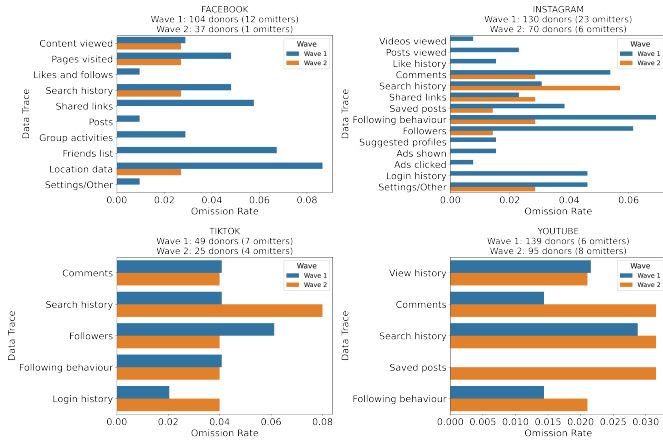 FACEBOOK
Wave 1: 104 donors (12 omitters)
Wave 2: 37 donors (1 omitters)
Wave
Wave 1
Wave 2
Data Trace
Content viewed
Pages visited
Likes and follows
Search history
Shared links
Posts
Group activities
Friends list
Location data
Settings/Other
0.00 0.02 0.04 0.06 0.08
Omission Rate
INSTAGRAM
Wave 1: 130 donors (23 omitters)
Wave 2: 70 donors (6 omitters)
Wave
Wave 1
Wave 2
Data Trace
Videos viewed
Posts viewed
Like history
Comments
Search history
Shared links
Saved posts
Following behaviour
Followers
Suggested profiles
Ads shown
Ads clicked
Login history
Settings/Other
0.00 0.02 0.04 0.06
Omission Rate
TIKTOK
Wave 1: 49 donors (7 omitters)
Wave 2: 25 donors (4 omitters)
Wave
Wave 1
Wave 2
Data Trace
Comments
Search history
Followers
Following behaviour
Login history
0.00 0.02 0.04 0.06 0.08
Omission Rate
YOUTUBE
Wave 1: 139 donors (6 omitters)
Wave 2: 95 donors (8 omitters)
Wave
Wave 1
Wave 2
Data Trace
View history
Comments
Search history
Saved posts
Following behaviour
0.000 0.005 0.010 0.015 0.020 0.025 0.030
Omission Rate